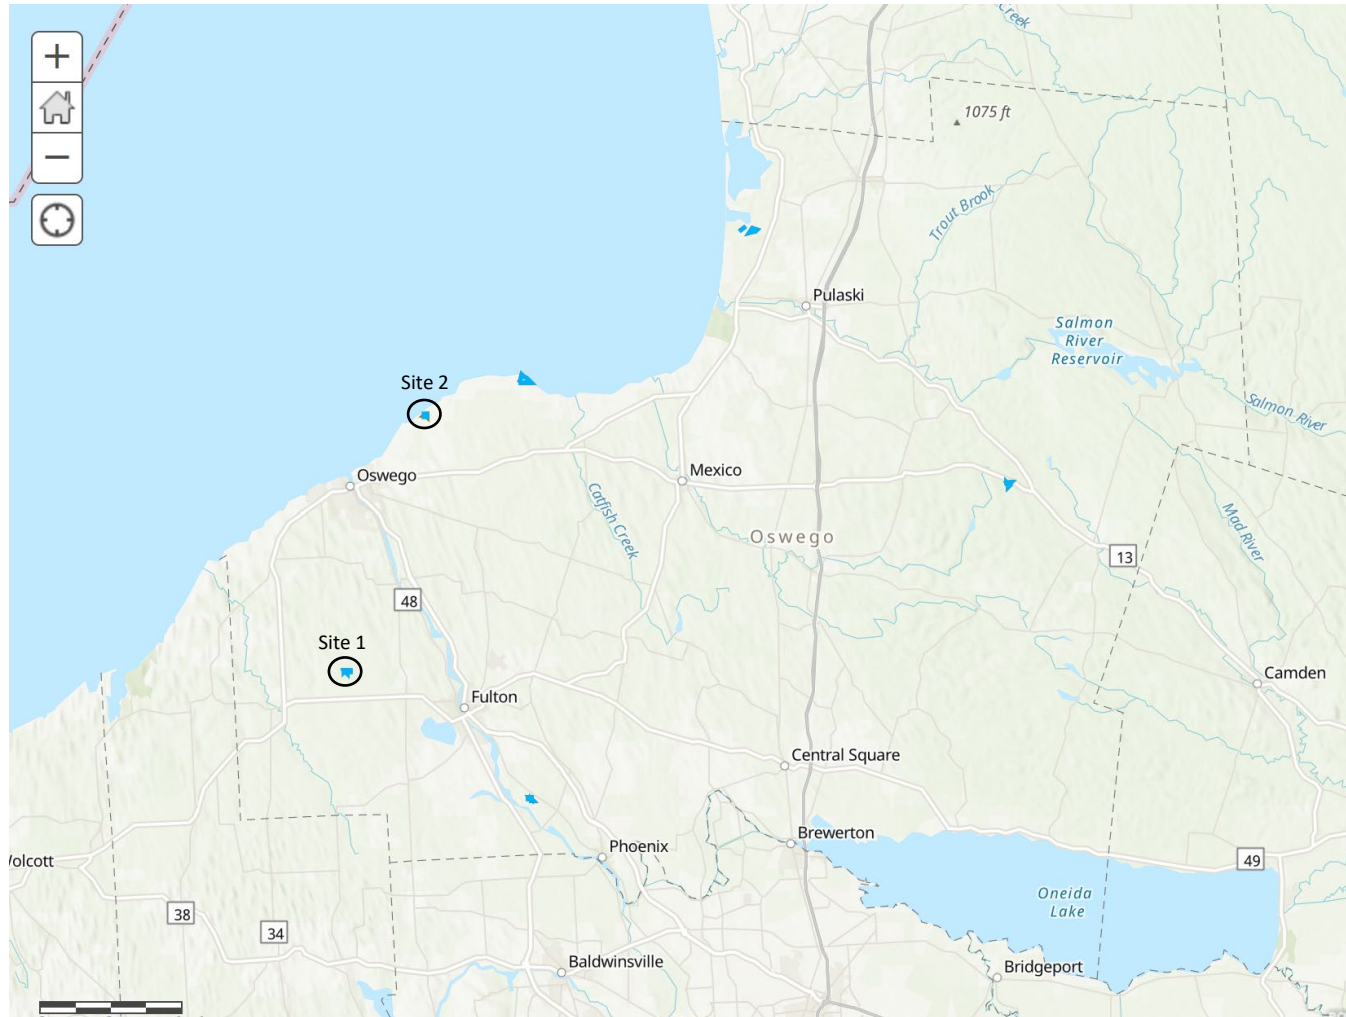 Creek
1075 ft
Trout Brook
Pulaski
Salmon
River
Reservoir
Site 2
Salmon River
Oswego
Mexico
Catfish Creek
Oswego
Mad River
13
48
Site 1
Fulton
Camden
Central Square
Brewerton
Phoenix
olcott
49
Oneida
Lake
38
34
Baldwinsville
Bridgeport